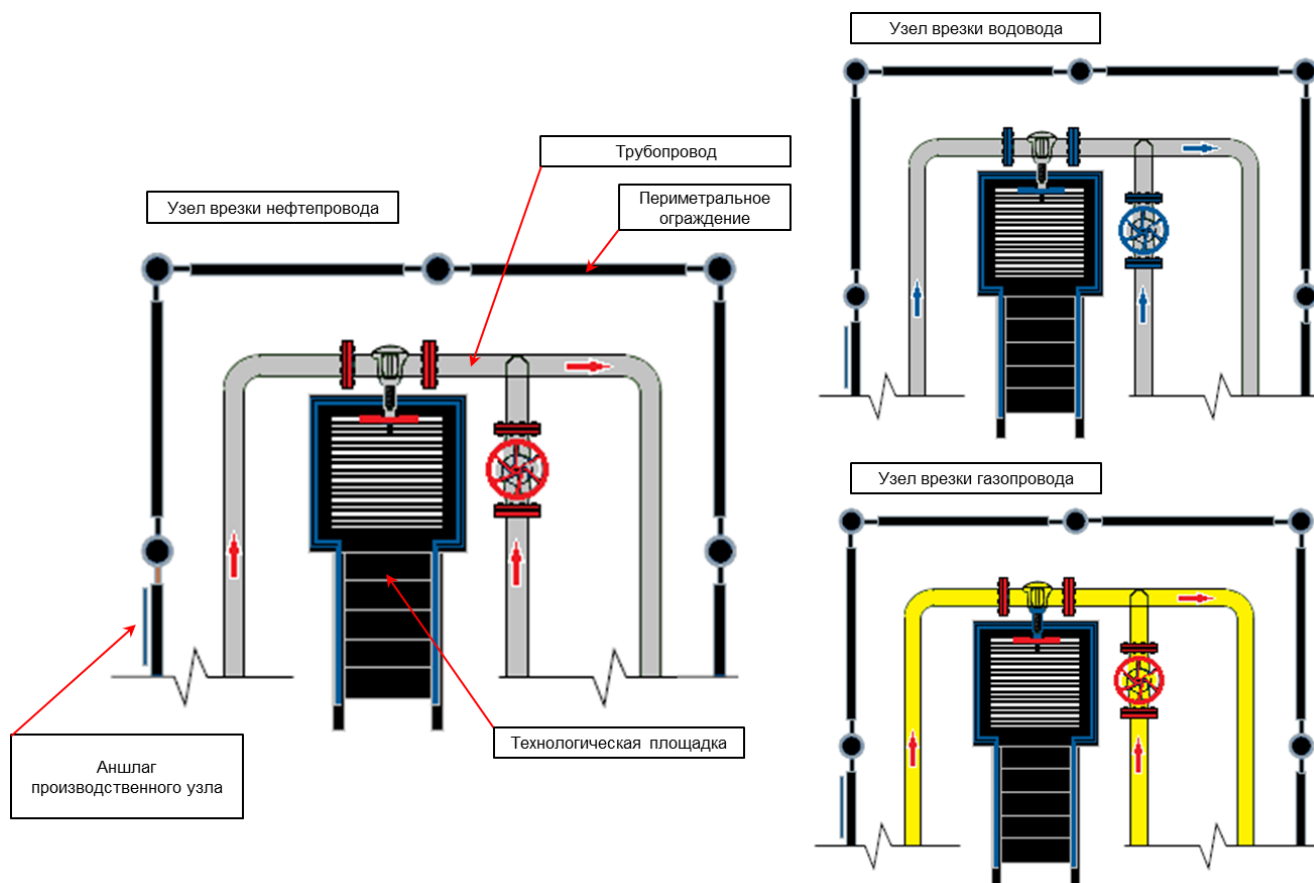 Узел врезки водовода
Трубопровод
Узел врезки нефтепровода
Периметральное
ограждение
Узел врезки газопровода
Технологическая площадка
Аншлаг
производственного узла